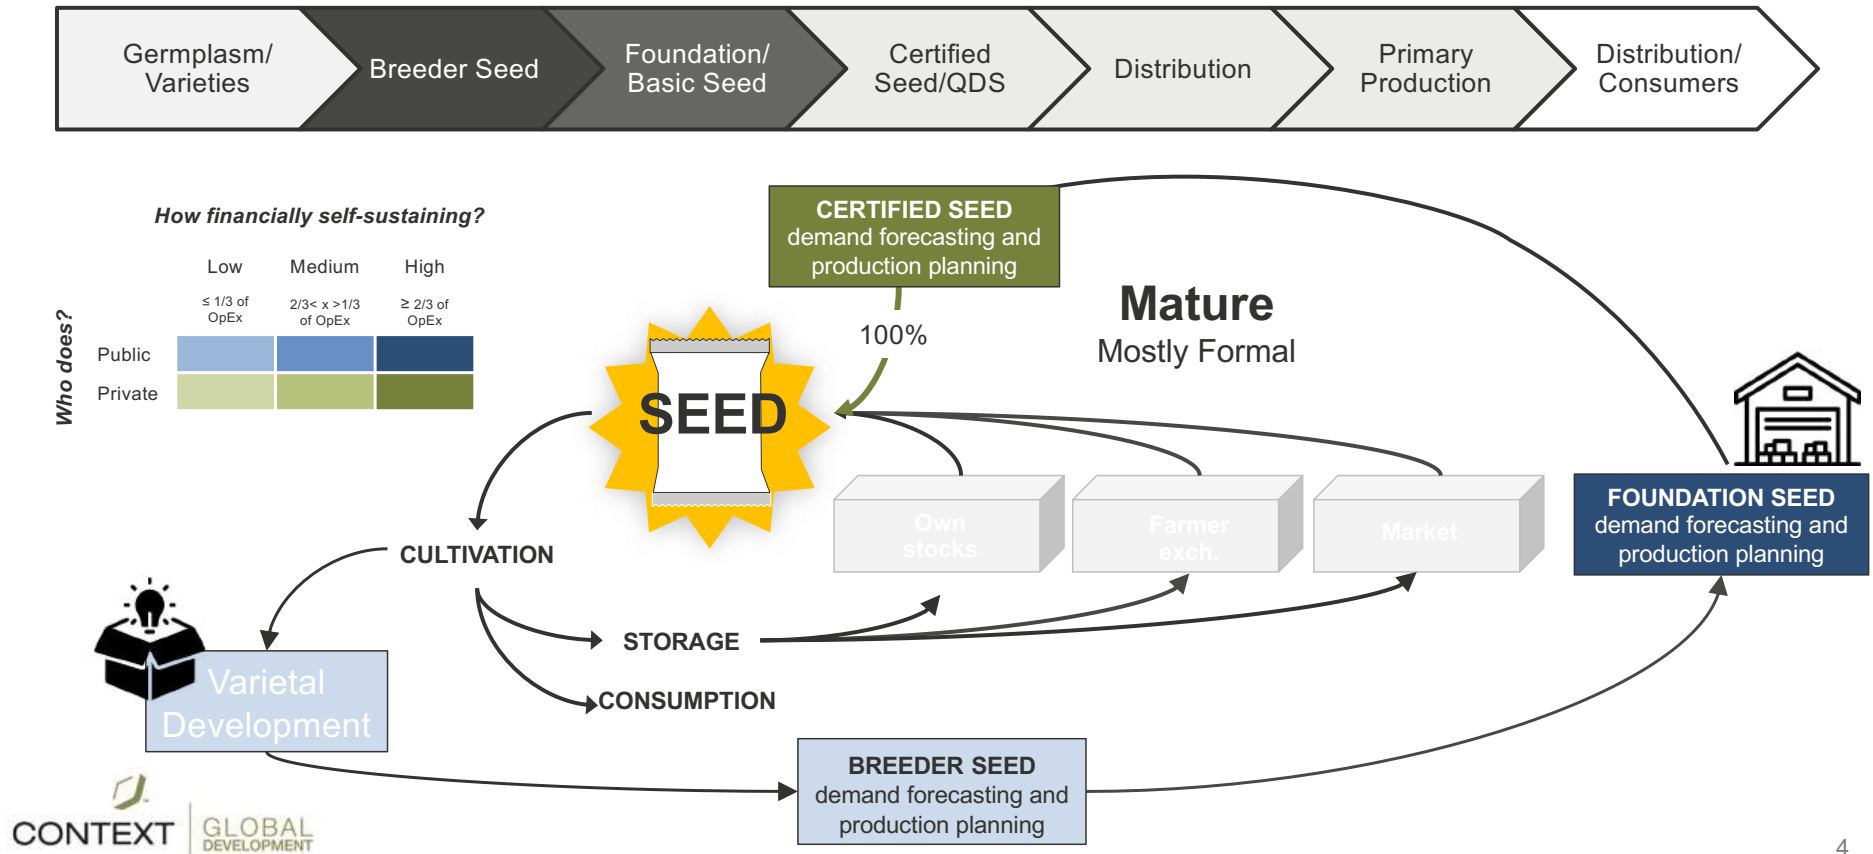 Germplasm/
Varieties
Breeder Seed
Foundation/
Basic Seed
Certified
Seed/QDS
Distribution
Primary
Production
Distribution/
Consumers
How financially self-sustaining?
Low
Medium
High
≤ 1/3 of
OpEx
2/3< x >1/3
of OpEx
≥ 2/3 of
OpEx
Who does?
Public
Private
CERTIFIED SEED
demand forecasting and
production planning
100%
Mature
Mostly Formal
SEED
Own
stocks
Farmer
exch.
Market
FOUNDATION SEED
demand forecasting and
production planning
CULTIVATION
STORAGE
CONSUMPTION
Varietal
Development
BREEDER SEED
demand forecasting and
production planning
CONTEXT
GLOBAL
DEVELOPMENT
4